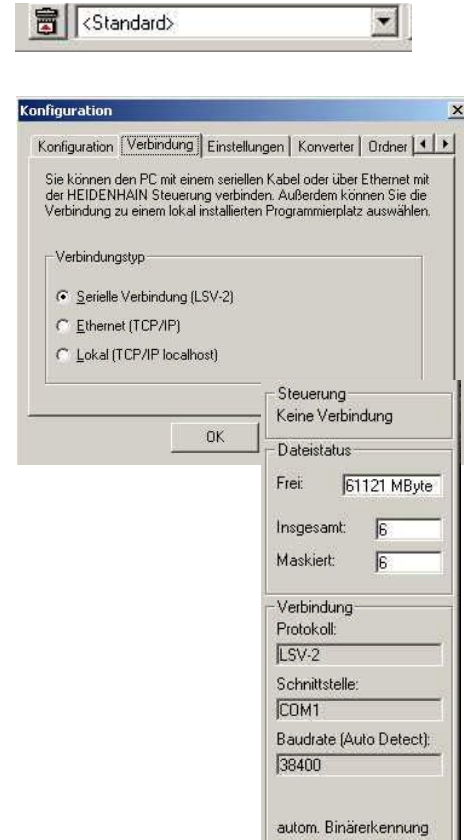 <Standard>
Konfiguration
Konfiguration Verbindung Einstellungen Konverter Ordner
Sie können den PC mit einem seriellen Kabel oder über Ethernet mit
der HEIDENHAIN Steuerung verbinden. Außerdem können Sie die
Verbindung zu einem lokal installierten Programmierplatz auswählen.
Verbindungstyp
Serielle Verbindung (LSV-2)
Ethernet (TCP/IP)
Lokal (TCP/IP localhost)
OK
Steuerung
Keine Verbindung
Dateistatus
Frei: 61121 MByte
Insgesamt: 6
Maskiert: 6
Verbindung
Protokoll:
LSV-2
Schnittstelle:
COM1
Baudrate (Auto Detect):
38400
autom. Binärerkennung